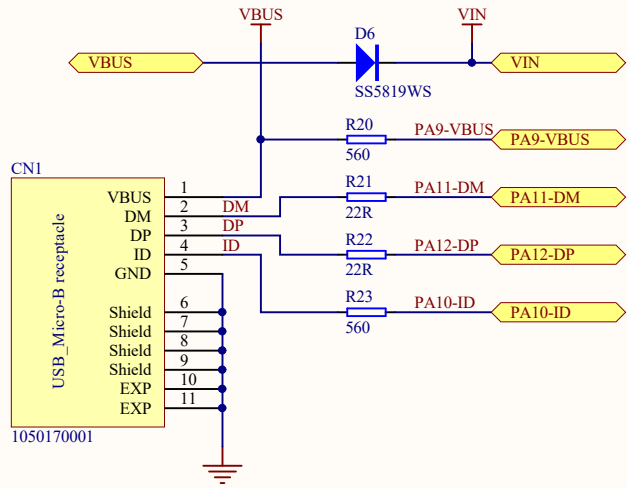 VBUS
VIN
D6
VBUS
VIN
SS5819WS
R20
PA9-VBUS
PA9-VBUS
560
CN1
R21
PA11-DM
PA11-DM
22R
VBUS
1
DM
2
DM
DP
3
DP
R22
PA12-DP
PA12-DP
22R
ID
4
ID
GND
5
R23
PA10-ID
PA10-ID
560
Shield
6
Shield
7
Shield
8
Shield
9
EXP
10
EXP
11
USB_Micro-B receptacle
1050170001